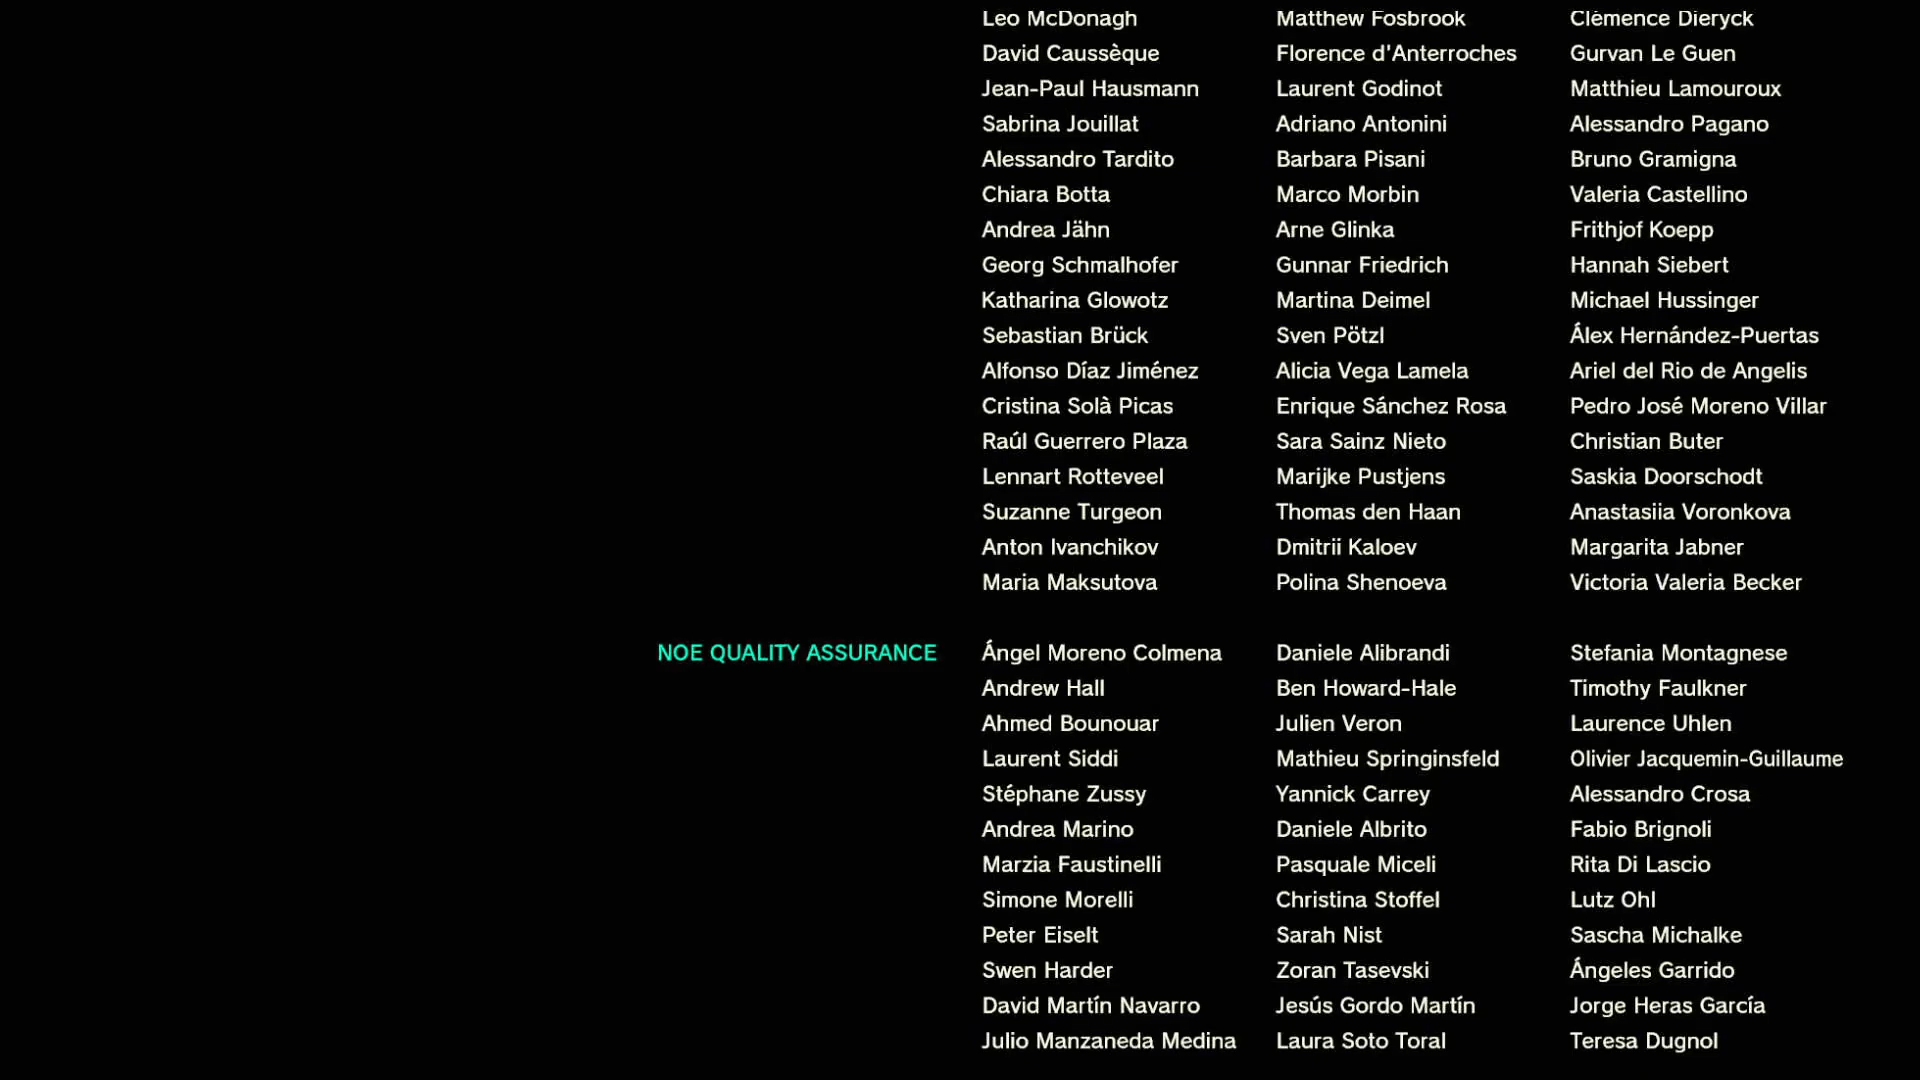 Leo McDonagh Matthew Fosbrook Clémence Dieryck
David Caussèque Florence d'Anterroches Gurvan Le Guen
Jean-Paul Hausmann Laurent Godinot Matthieu Lamouroux
Sabrina Jouillat Adriano Antonini Alessandro Pagano
Alessandro Tardito Barbara Pisani Bruno Gramigna
Chiara Botta Marco Morbin Valeria Castellino
Andrea Jähn Arne Glinka Frithjof Koepp
Georg Schmalhofer Gunnar Friedrich Hannah Siebert
Katharina Glowotz Martina Deimel Michael Hussinger
Sebastian Brück Sven Pötzl Álex Hernández-Puertas
Alfonso Díaz Jiménez Alicia Vega Lamela Ariel del Rio de Angelis
Cristina Solà Picas Enrique Sánchez Rosa Pedro José Moreno Villar
Raúl Guerrero Plaza Sara Sainz Nieto Christian Buter
Lennart Rotteveel Marijke Pustjens Saskia Doorschodt
Suzanne Turgeon Thomas den Haan Anastasiia Voronkova
Anton Ivanchikov Dmitrii Kaloev Margarita Jabner
Maria Maksutova Polina Shenoeva Victoria Valeria Becker
NOE QUALITY ASSURANCE Ángel Moreno Colmena Daniele Alibrandi Stefania Montagnese
Andrew Hall Ben Howard-Hale Timothy Faulkner
Ahmed Bounouar Julien Veron Laurence Uhlen
Laurent Siddi Mathieu Springinsfeld Olivier Jacquemin-Guillaume
Stéphane Zussy Yannick Carrey Alessandro Crosa
Andrea Marino Daniele Albrito Fabio Brignoli
Marzia Faustinelli Pasquale Miceli Rita Di Lascio
Simone Morelli Christina Stoffel Lutz Ohl
Peter Eiselt Sarah Nist Sascha Michalke
Swen Harder Zoran Tasevski Ángeles Garrido
David Martín Navarro Jesús Gordo Martín Jorge Heras García
Julio Manzaneda Medina Laura Soto Toral Teresa Dugnol